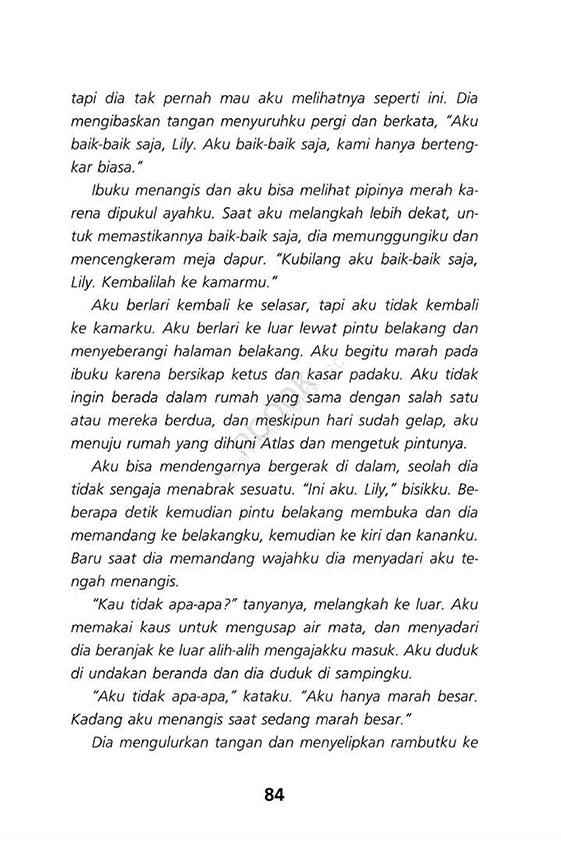 tapi dia tak pernah mau aku melihatnya seperti ini. Dia
mengibaskan tangan menyuruhku pergi dan berkata, "Aku
baik-baik saja, Lily. Aku baik-baik saja, kami hanya berteng-
kar biasa."
Ibuku menangis dan aku bisa melihat pipinya merah ka-
rena dipukul ayahku. Saat aku melangkah lebih dekat, un-
tuk memastikannya baik-baik saja, dia memunggungiku dan
mencengkeram meja dapur. "Kubilang aku baik-baik saja,
Lily. Kembalilah ke kamarmu."
Aku berlari kembali ke selasar, tapi aku tidak kembali
ke kamarku. Aku berlari ke luar lewat pintu belakang dan
menyeberangi halaman belakang. Aku begitu marah pada
ibuku karena bersikap ketus dan kasar padaku. Aku tidak
ingin berada dalam rumah yang sama dengan salah satu
atau mereka berdua, dan meskipun hari sudah gelap, aku
menuju rumah yang dihuni Atlas dan mengetuk pintunya.
Aku bisa mendengarnya bergerak di dalam, seolah dia
tidak sengaja menabrak sesuatu. "Ini aku. Lily," bisikku. Be-
berapa detik kemudian pintu belakang membuka dan dia
memandang ke belakangku, kemudian ke kiri dan kananku.
Baru saat dia memandang wajahku dia menyadari aku te-
ngah menangis.
"Kau tidak apa-apa?" tanyanya, melangkah ke luar. Aku
memakai kaus untuk mengusap air mata, dan menyadari
dia beranjak ke luar alih-alih mengajakku masuk. Aku duduk
di undakan beranda dan dia duduk di sampingku.
"Aku tidak apa-apa," kataku. "Aku hanya marah besar.
Kadang aku menangis saat sedang marah besar."
Dia mengulurkan tangan dan menyelipkan rambutku ke
84